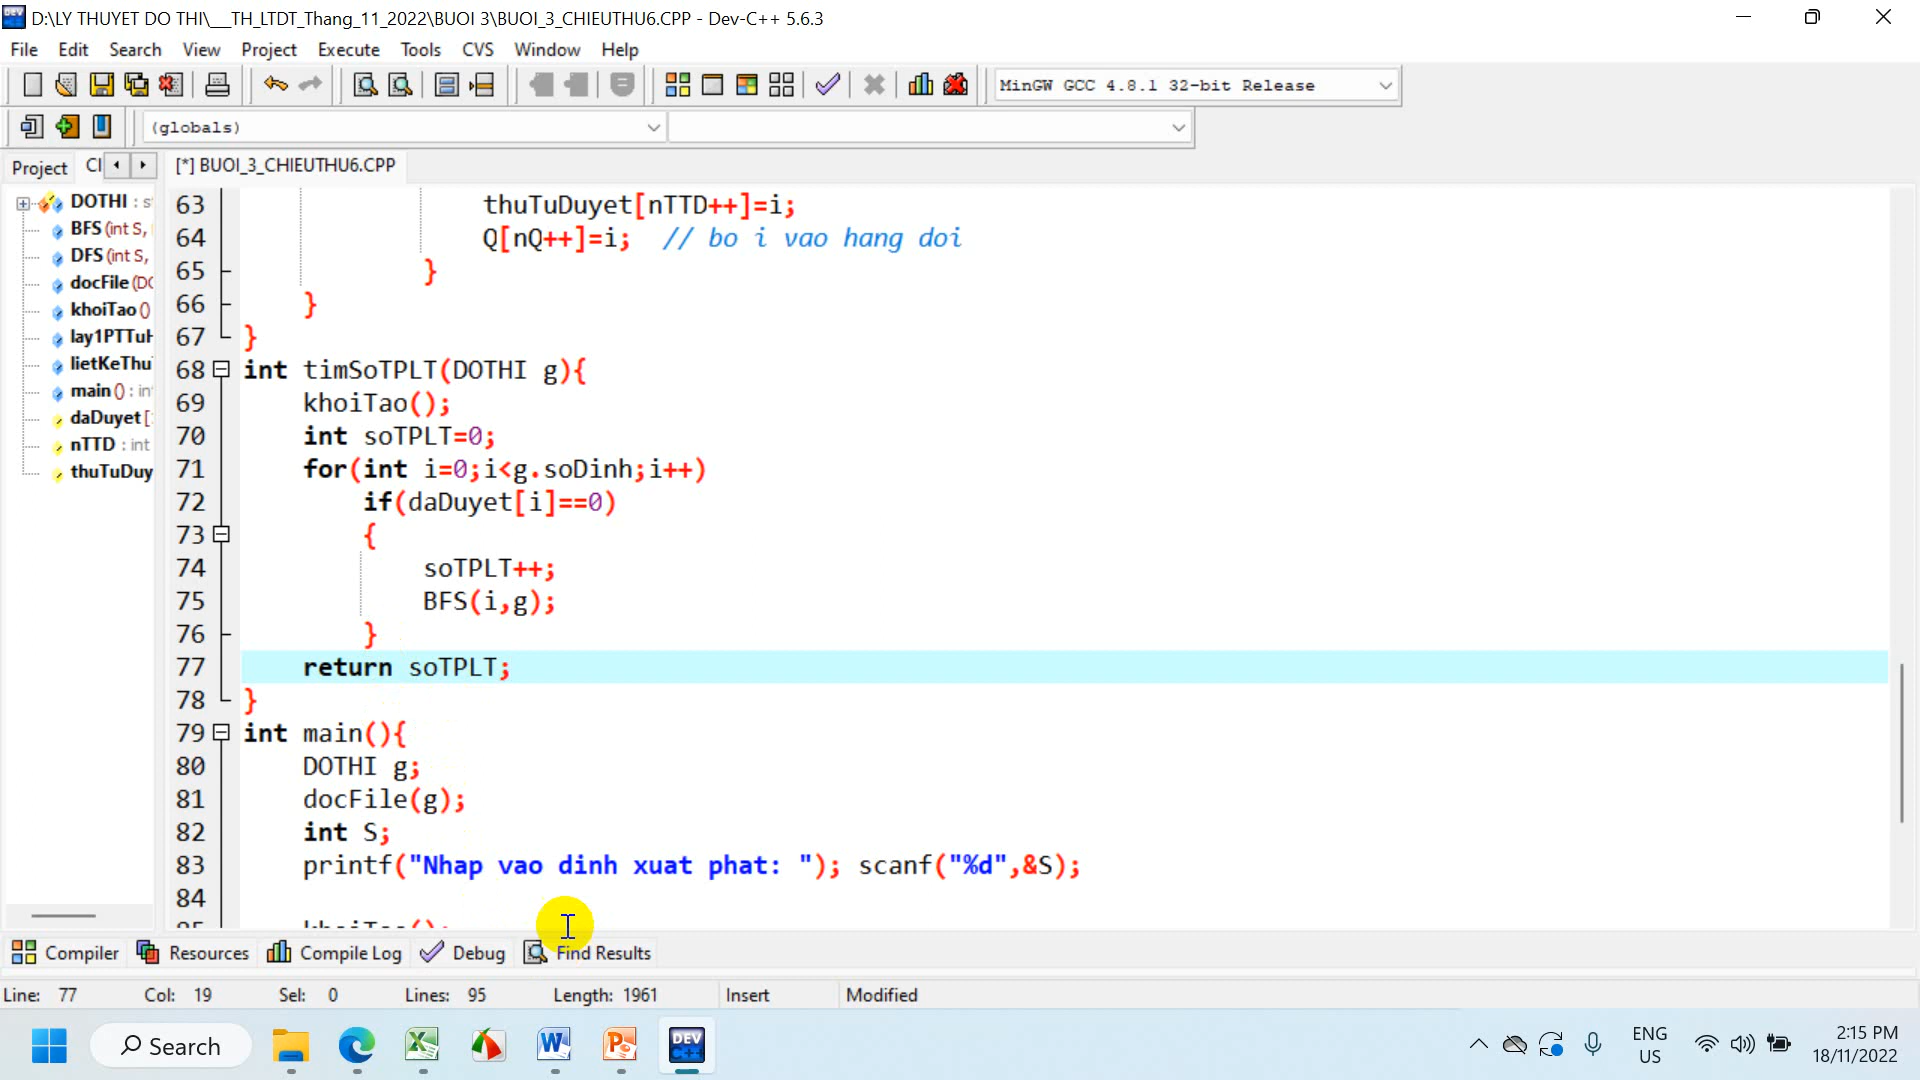 D:\LY THUYET DO THI\__TH_LTDT_Thang_11_2022\BUOI 3\BUOI_3_CHIEUTHU6.CPP - Dev-C++ 5.6.3
File Edit Search View Project Execute Tools CVS Window Help
MinGW GCC 4.8.1 32-bit Release
(globals)
Project Cl [*] BUOI_3_CHIEUTHU6.CPP
DOTHI : s
BFS (int S,
DFS (int S,
docFile (DO
khoiTao ()
lay1PTTuH
lietKeThu
main () : in
daDuyet [
nTTD : int
thuTuDuy
63 thuTuDuyet[nTTD++]=i;
64 Q[nQ++]=i; // bo i vao hang doi
65 }
66 }
67 }
68 int timSoTPLT(DOTHI g){
69 khoiTao();
70 int soTPLT=0;
71 for(int i=0;i<g.soDinh;i++)
72 if(daDuyet[i]==0)
73 {
74 soTPLT++;
75 BFS(i,g);
76 }
77 return soTPLT;
78 }
79 int main(){
80 DOTHI g;
81 docFile(g);
82 int S;
83 printf("Nhap vao dinh xuat phat: "); scanf("%d",&S);
84
85 khoiTao();
Compiler Resources Compile Log Debug Find Results
Line: 77 Col: 19 Sel: 0 Lines: 95 Length: 1961 Insert Modified
Search
ENG
US
2:15 PM
18/11/2022